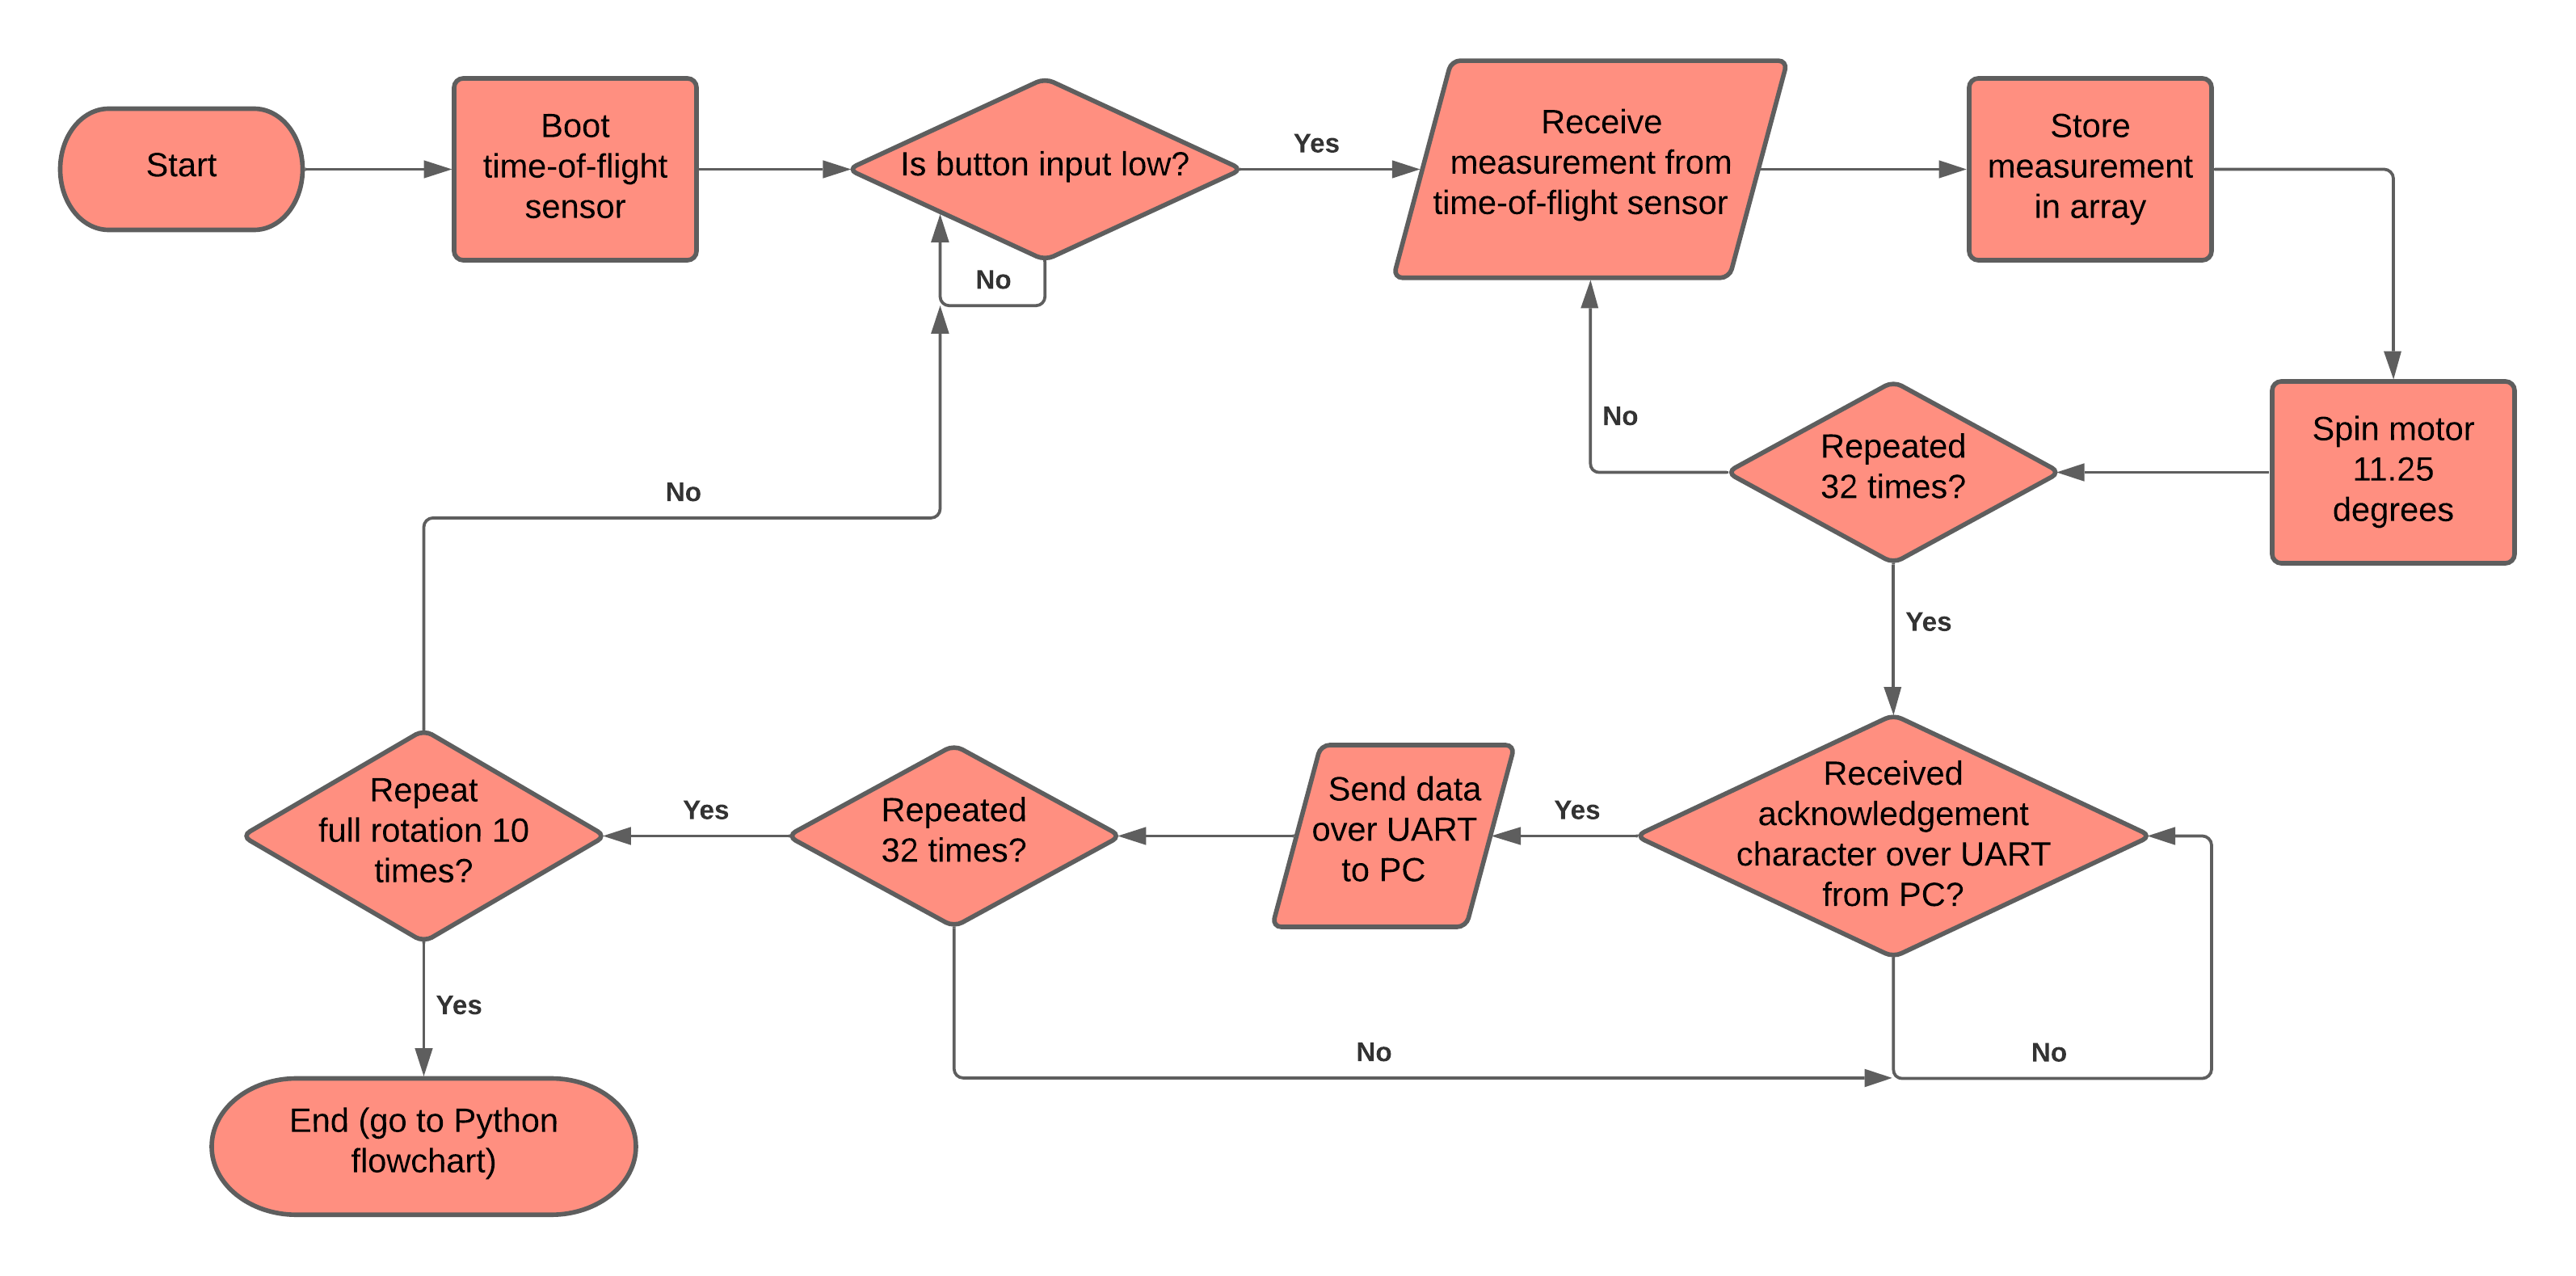 Start
Boot
time-of-flight
sensor
Is button input low?
Yes
No
Receive
measurement from
time-of-flight sensor
Store
measurement
in array
Spin motor
11.25
degrees
Repeated
32 times?
No
Yes
Received
acknowledgement
character over UART
from PC?
No
Yes
Send data
over UART
to PC
Repeated
32 times?
No
Yes
Repeat
full rotation 10
times?
No
Yes
End (go to Python
flowchart)